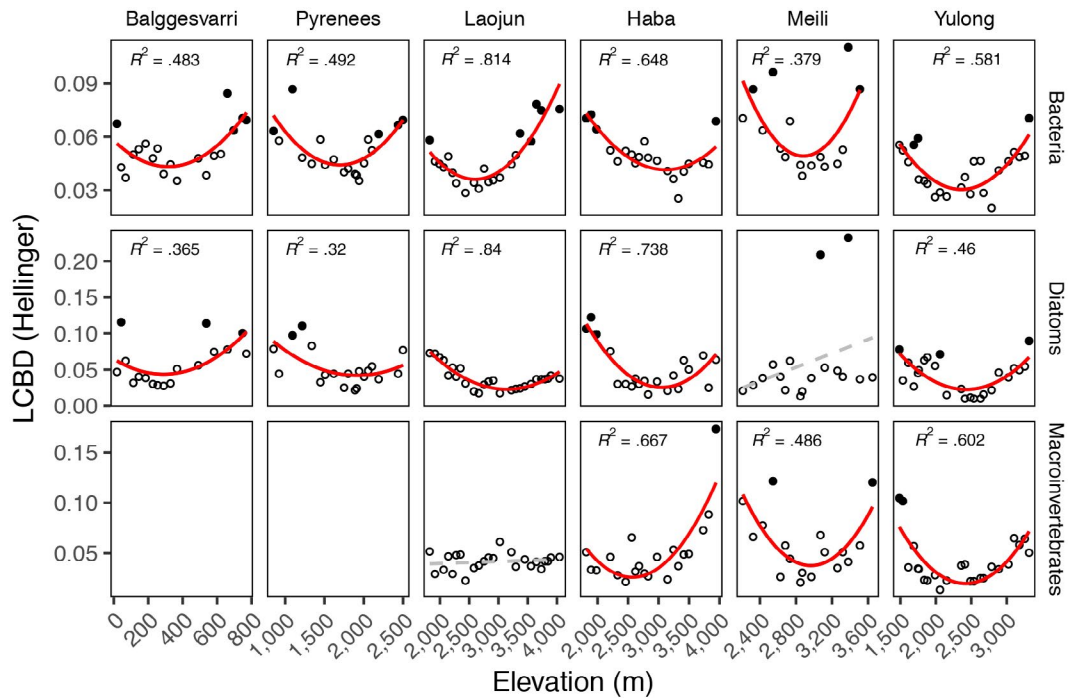 Balggesvarri Pyrenees Laojun Haba Meili Yulong
R² = .483 R² = .492 R² = .814 R² = .648 R² = .379 R² = .581
0.09
0.06
0.03
Bacteria
R² = .365 R² = .32 R² = .84 R² = .738 R² = .46
0.20
0.15
0.10
0.05
0.00
Diatoms
LCBD (Hellinger)
R² = .667 R² = .486 R² = .602
0.15
0.10
0.05
Macroinvertebrates
0 200 400 600 800 1,000 1,500 2,000 2,500 2,000 2,500 3,000 3,500 4,000 2,000 2,500 3,000 3,500 4,000 2,400 2,800 3,200 3,600 1,500 2,000 2,500 3,000
Elevation (m)